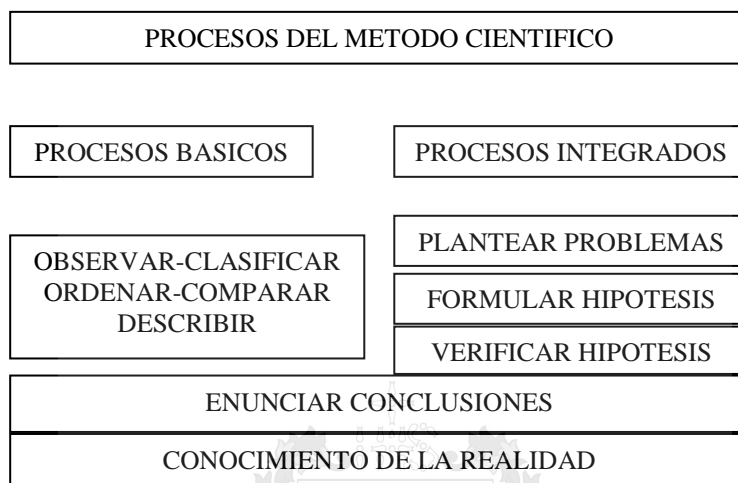 PROCESOS DEL METODO CIENTIFICO
PROCESOS BASICOS
PROCESOS INTEGRADOS
OBSERVAR-CLASIFICAR
ORDENAR-COMPARAR
DESCRIBIR
PLANTEAR PROBLEMAS
FORMULAR HIPOTESIS
VERIFICAR HIPOTESIS
ENUNCIAR CONCLUSIONES
CONOCIMIENTO DE LA REALIDAD